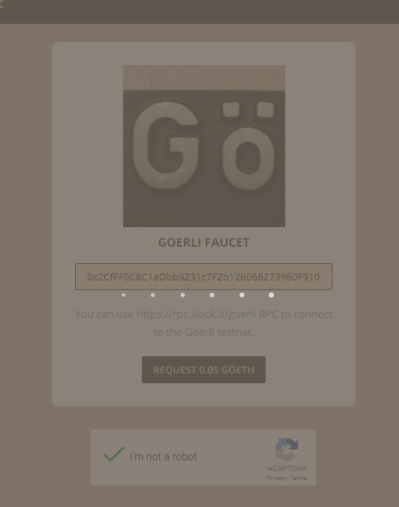 Gö
GOERLI FAUCET
0x2CfFF0C8C1aDbb9231c7F2b126066273960F910
You can use https://rpc.slock.it/goerli RPC to connect
to the Goerli testnet.
REQUEST 0.05 GÖETH
I'm not a robot
reCAPTCHA
Privacy - Terms